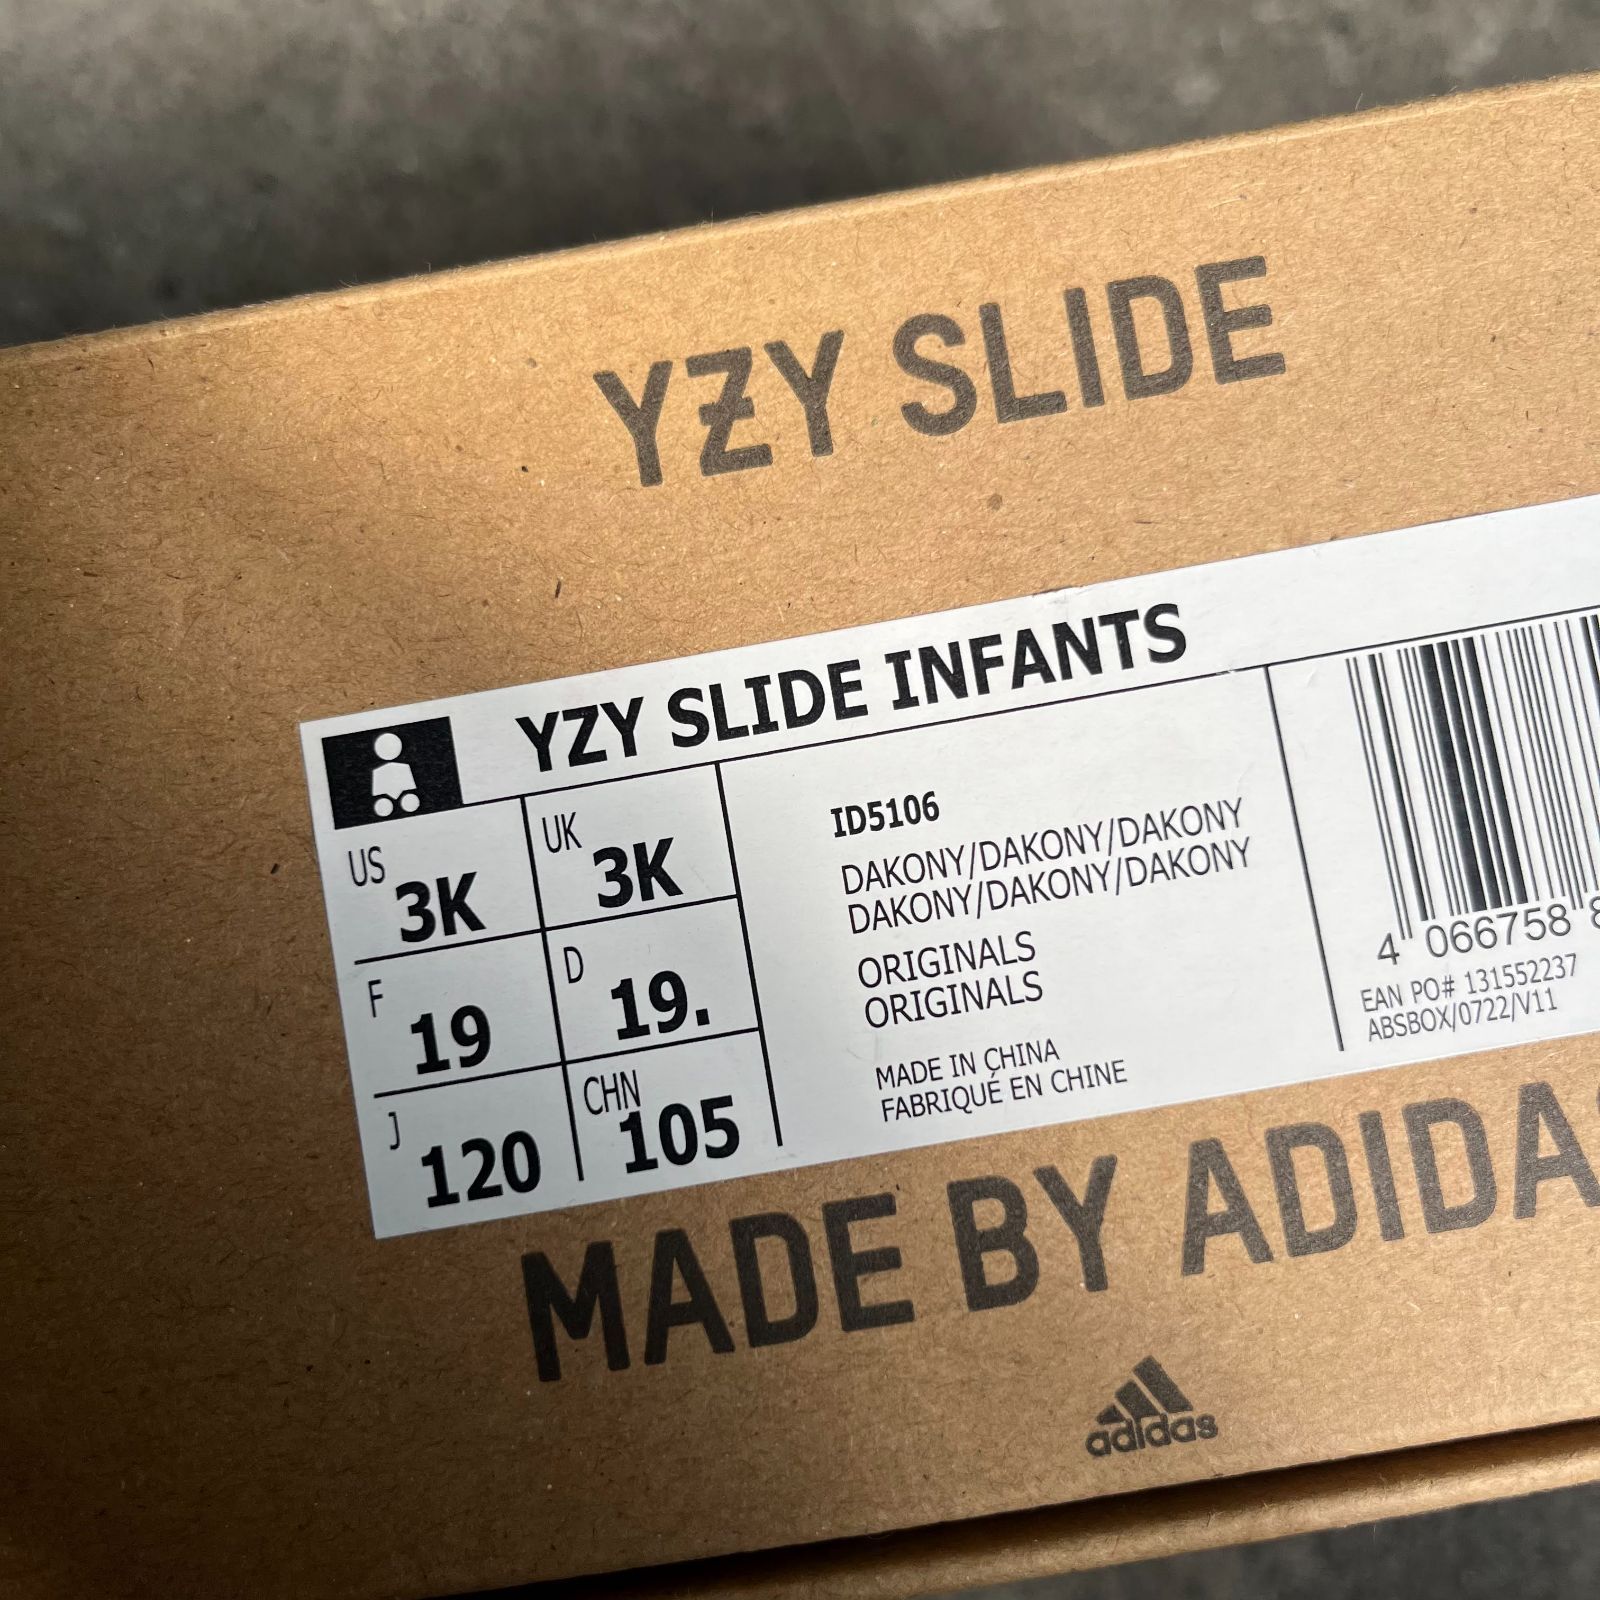 YZY SLIDE
YZY SLIDE INFANTS
US 3K
UK 3K
F 19
D 19.
J 120
CHN 105
ID5106
DAKONY/DAKONY/DAKONY
DAKONY/DAKONY/DAKONY
ORIGINALS
ORIGINALS
MADE IN CHINA
FABRIQUÉ EN CHINE
4 066758 8
EAN PO# 131552237
ABSBOX/0722/V11
MADE BY ADIDAS
adidas